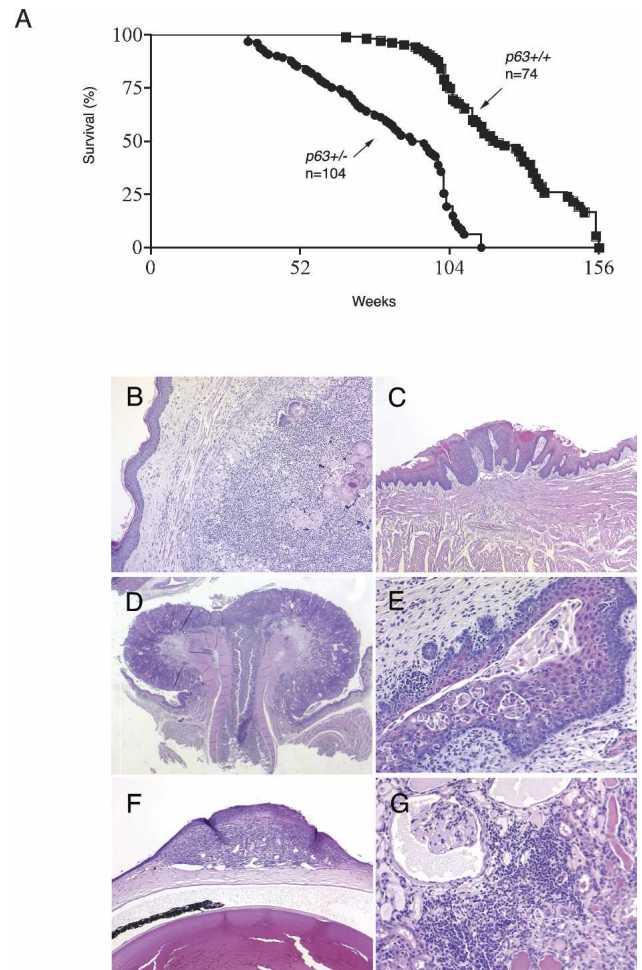 A
100
75
50
25
0
Survival (%)
p63+/+
n=74
p63+/-
n=104
0 52 104 156
Weeks
B C
D E
F G